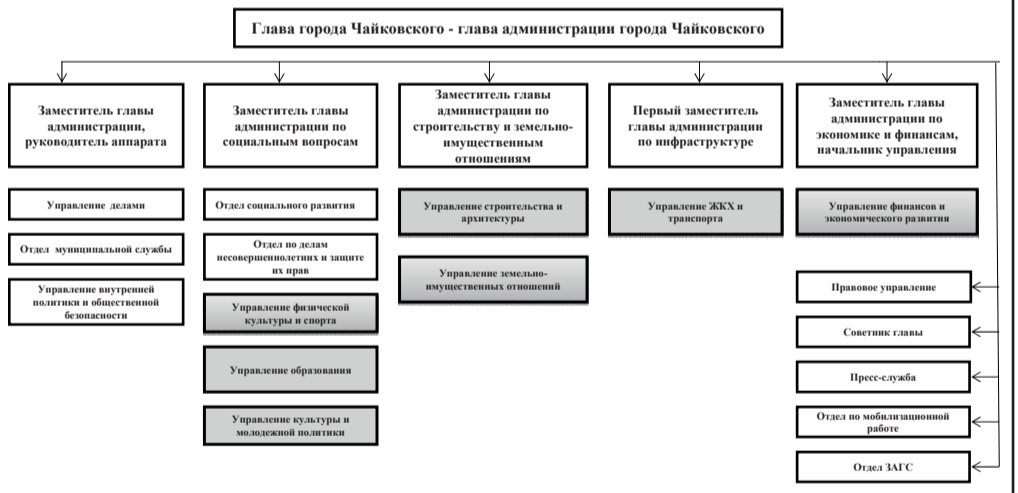 Глава города Чайковского - глава администрации города Чайковского
Заместитель главы
администрации,
руководитель аппарата
Заместитель главы
администрации по
социальным вопросам
Заместитель главы
администрации по
строительству и земельно-
имущественным
отношениям
Первый заместитель
главы администрации
по инфраструктуре
Заместитель главы
администрации по
экономике и финансам,
начальник управления
Управление делами
Отдел муниципальной службы
Управление внутренней
политики и общественной
безопасности
Отдел социального развития
Отдел по делам
несовершеннолетних и защите
их прав
Управление физической
культуры и спорта
Управление образования
Управление культуры и
молодежной политики
Управление строительства и
архитектуры
Управление земельно-
имущественных отношений
Управление ЖКХ и
транспорта
Управление финансов и
экономического развития
Правовое управление
Советник главы
Пресс-служба
Отдел по мобилизационной
работе
Отдел ЗАГС